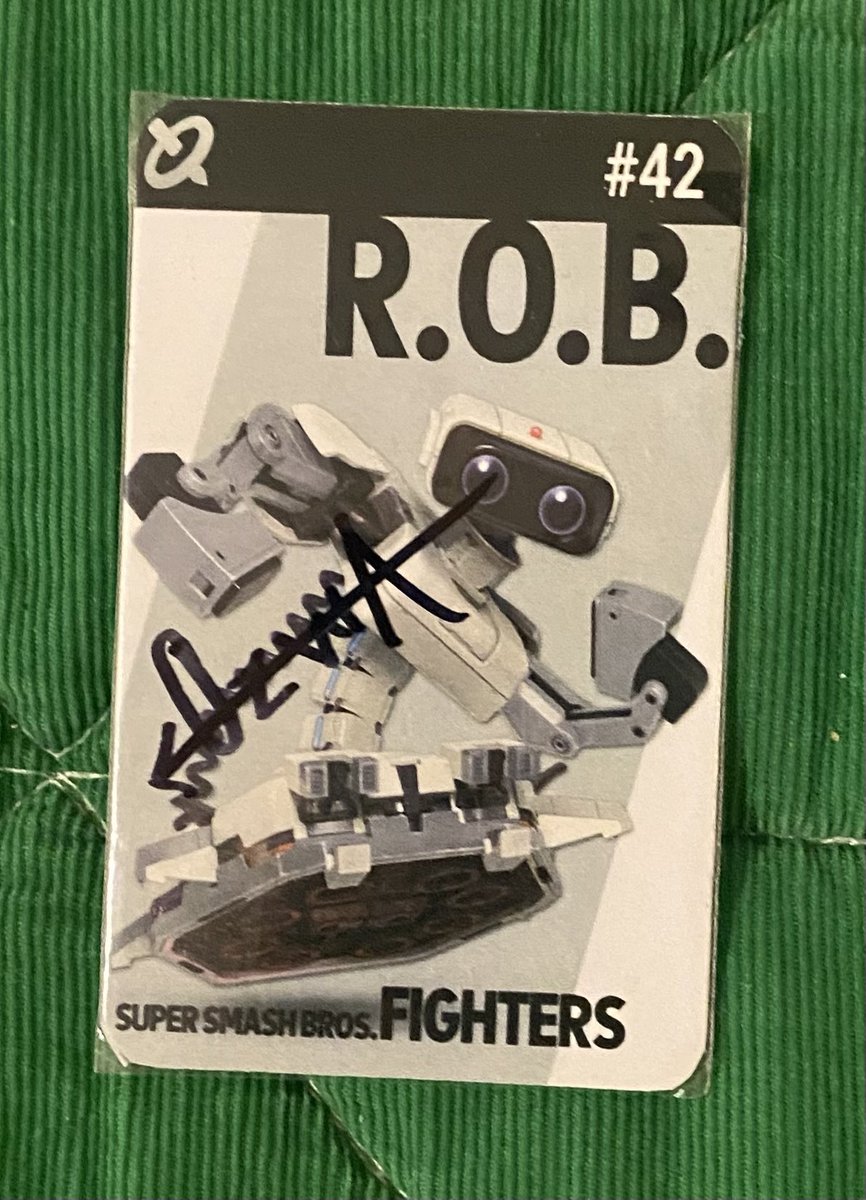 #42
R.O.B.
SUPER SMASH BROS. FIGHTERS